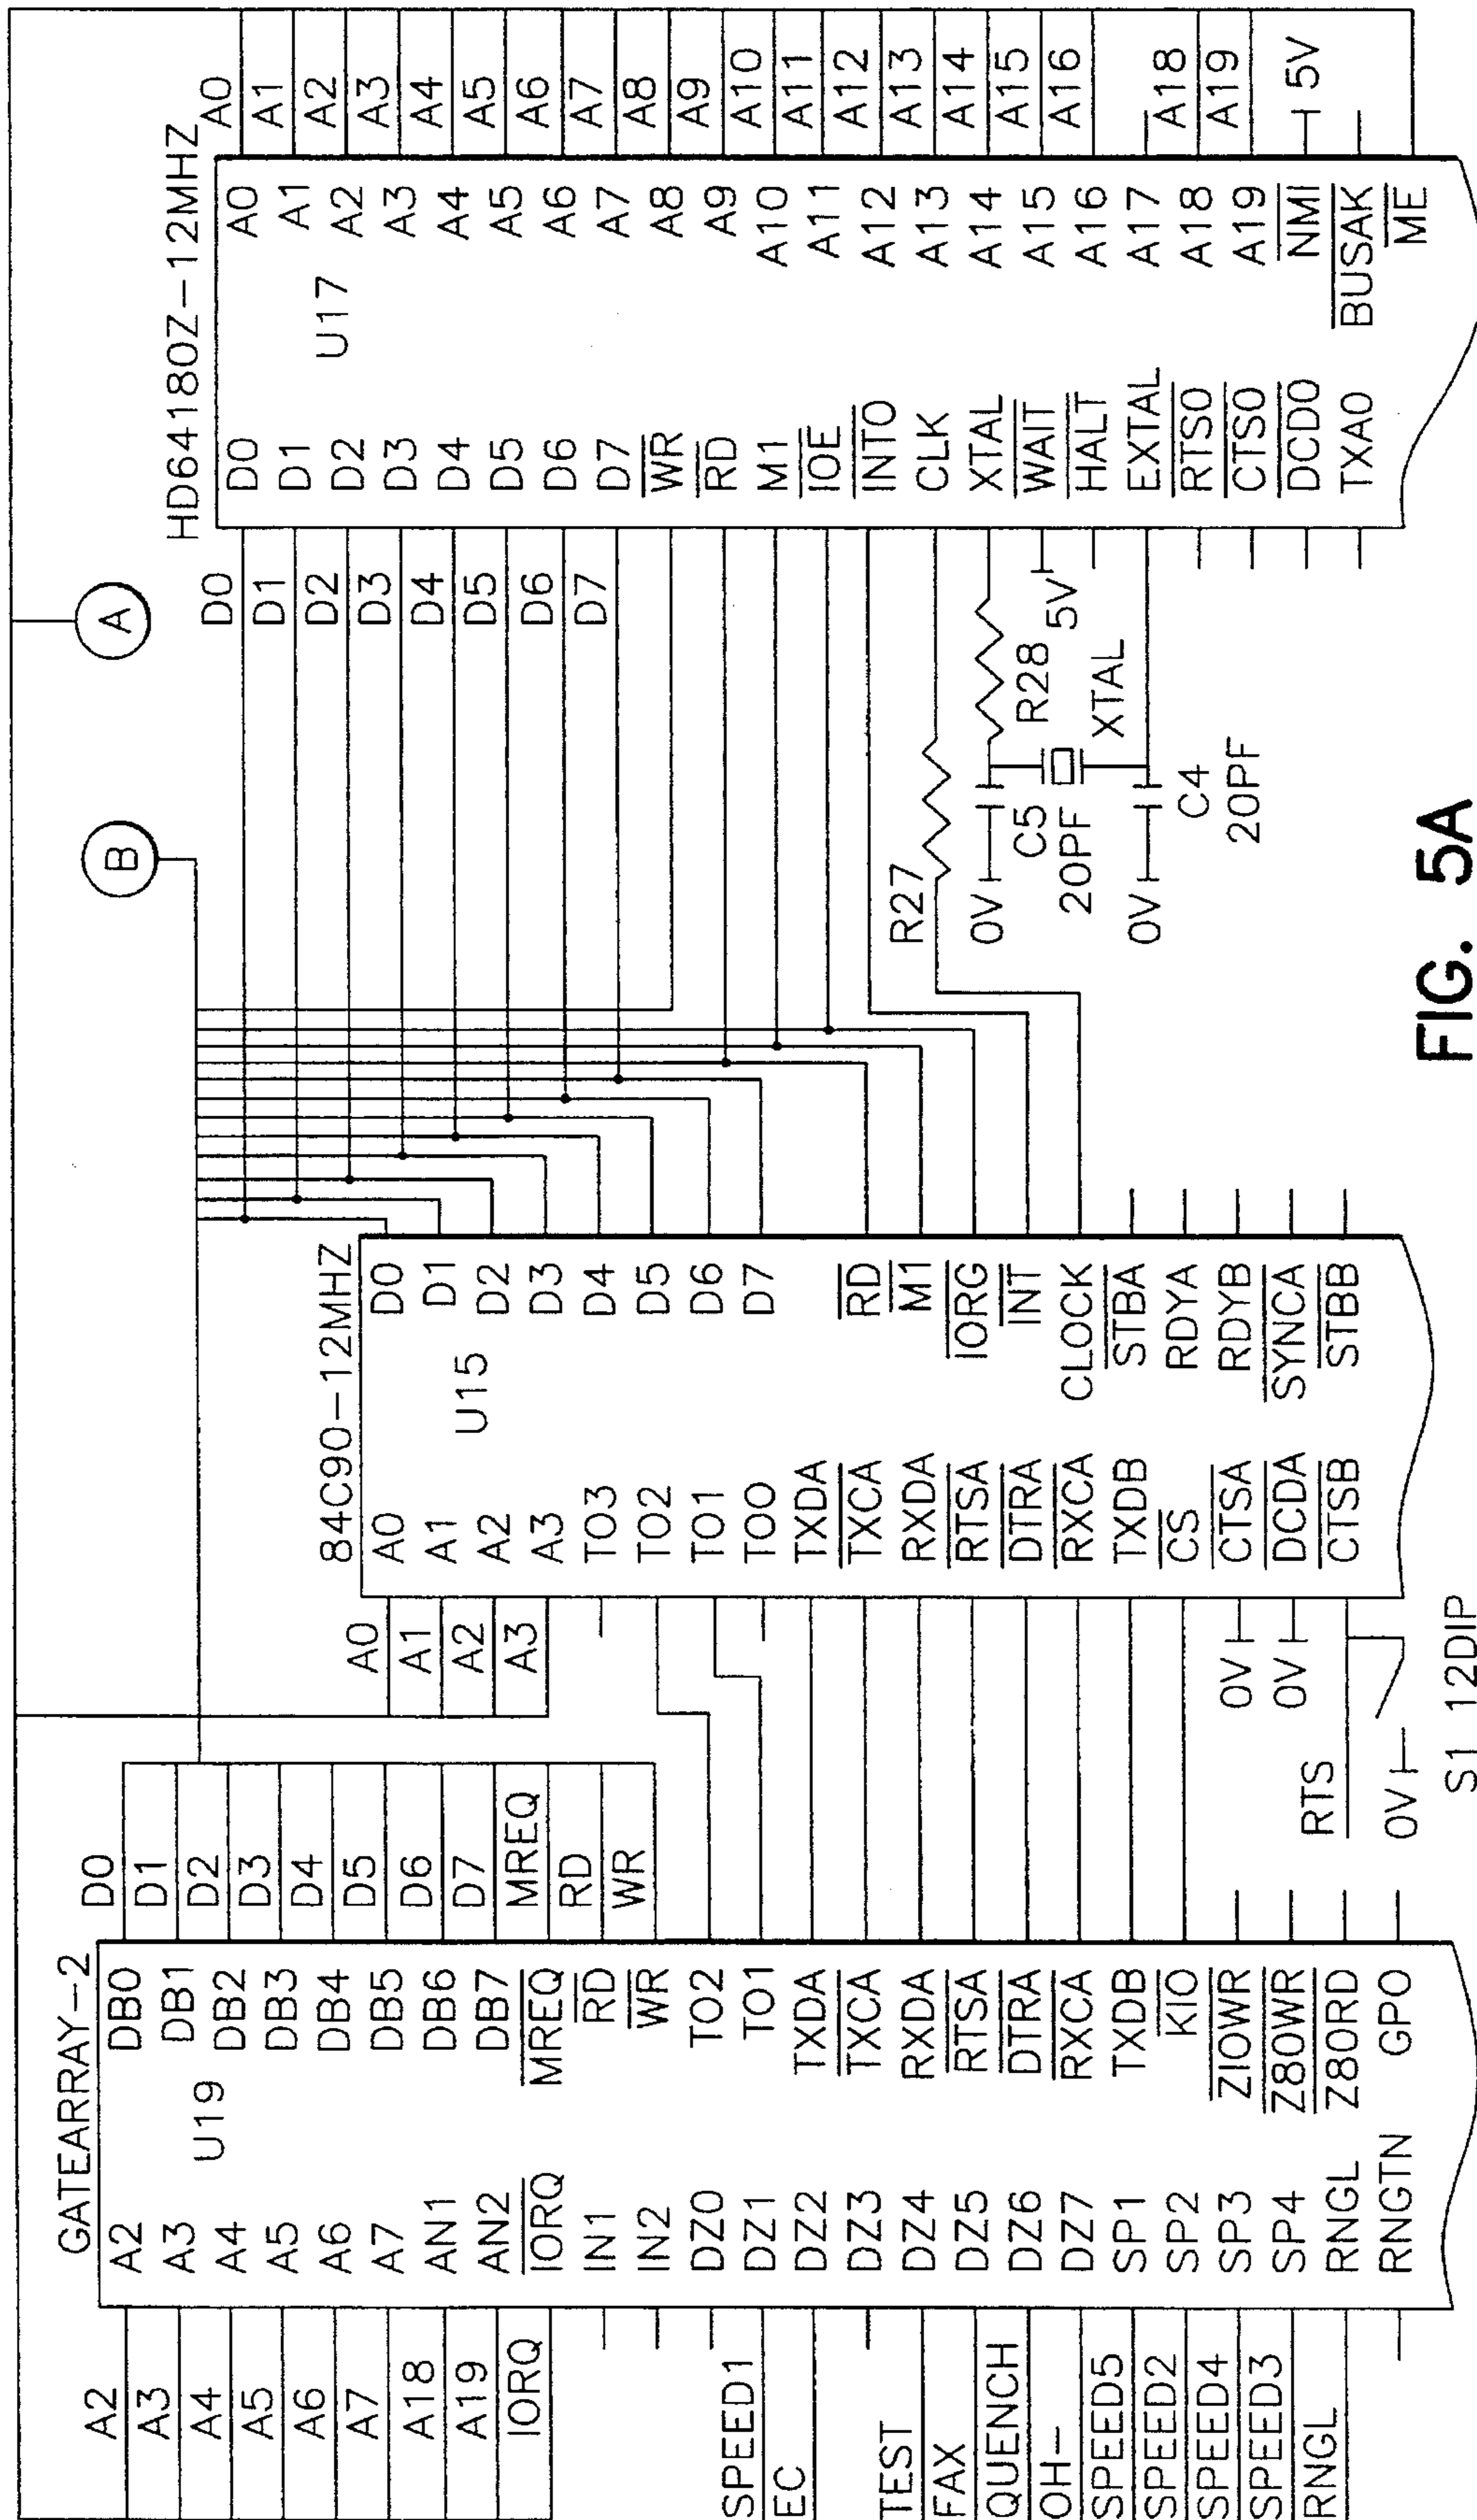 A
B
GATEARRAY-2
U19
A2
A3
A4
A5
A6
A7
A18
A19
IORQ
SPEED1
EC
TEST
FAX
QUENCH
OH-
SPEED5
SPEED2
SPEED4
SPEED3
RNGL
A2
A3
A4
A5
A6
A7
AN1
AN2
IORQ
IN1
IN2
DZ0
DZ1
DZ2
DZ3
DZ4
DZ5
DZ6
DZ7
SP1
SP2
SP3
SP4
RNGL
RNGTN
DB0
DB1
DB2
DB3
DB4
DB5
DB6
DB7
MREQ
RD
WR
TO2
TO1
TXDA
TXCA
RXDA
RTSA
DTRA
RXCA
TXDB
KIO
ZIOWR
Z80WR
Z80RD
GPO
D0
D1
D2
D3
D4
D5
D6
D7
MREQ
RD
WR
84C90-12MHZ
U15
A0
A1
A2
A3
0V
0V
RTS
0V
S1 12DIP
A0
A1
A2
A3
TO3
TO2
TO1
TO0
TXDA
TXCA
RXDA
RTSA
DTRA
RXCA
TXDB
CS
CTSA
DCDA
CTSB
D0
D1
D2
D3
D4
D5
D6
D7
RD
M1
IORG
INT
CLOCK
STBA
RDYA
RDYB
SYNCA
STBB
R27
0V
C5
20PF
R28
5V
XTAL
0V
C4
20PF
HD64180Z-12MHZ
U17
D0
D1
D2
D3
D4
D5
D6
D7
D0
D1
D2
D3
D4
D5
D6
D7
WR
RD
M1
IOE
INTO
CLK
XTAL
WAIT
HALT
EXTAL
RTS0
CTS0
DCD0
TXA0
A0
A1
A2
A3
A4
A5
A6
A7
A8
A9
A10
A11
A12
A13
A14
A15
A16
A17
A18
A19
NMI
BUSAK
ME
A0
A1
A2
A3
A4
A5
A6
A7
A8
A9
A10
A11
A12
A13
A14
A15
A16
A18
A19
5V
FIG. 5A